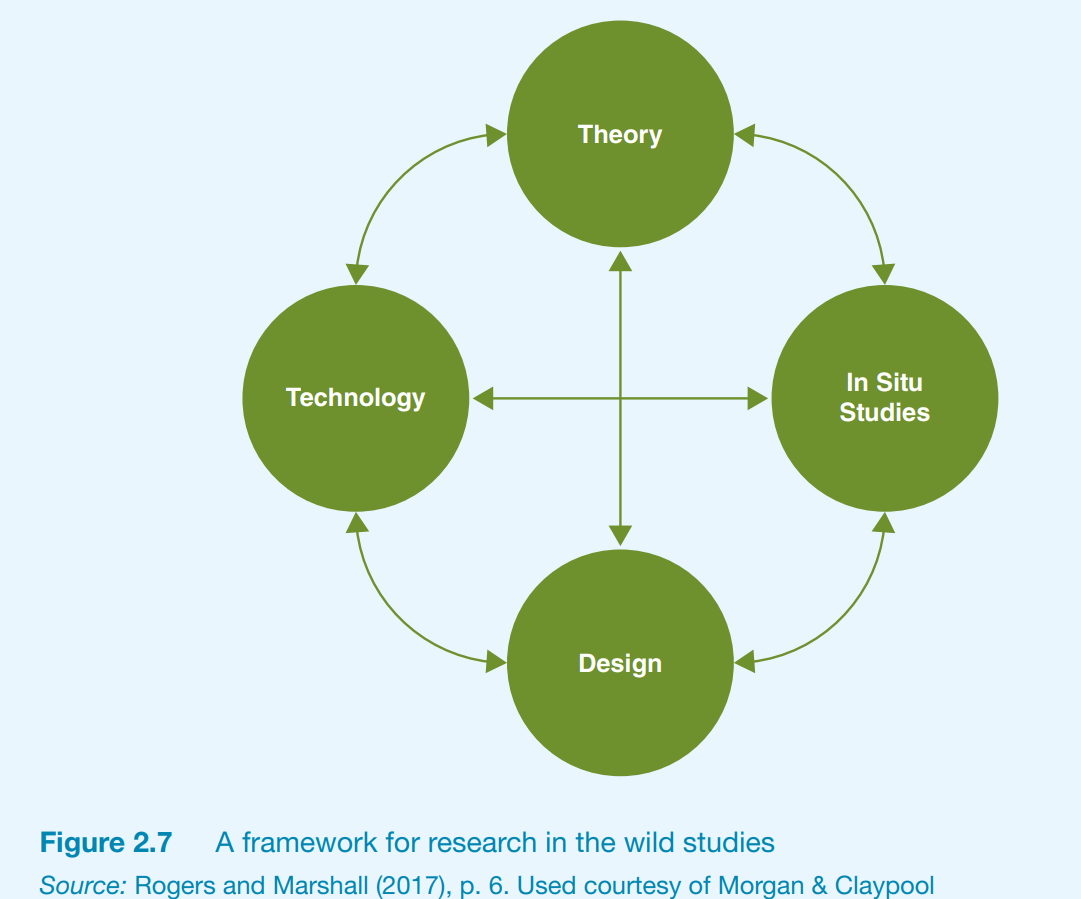 Theory
Technology
In Situ
Studies
Design
Figure 2.7 A framework for research in the wild studies
Source: Rogers and Marshall (2017), p. 6. Used courtesy of Morgan & Claypool